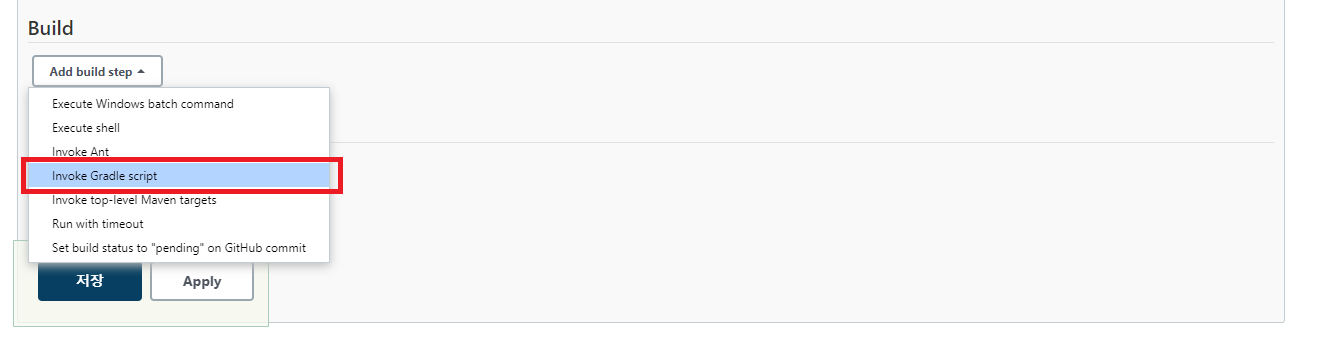 Build
Add build step
Execute Windows batch command
Execute shell
Invoke Ant
Invoke Gradle script
Invoke top-level Maven targets
Run with timeout
Set build status to "pending" on GitHub commit
저장 Apply